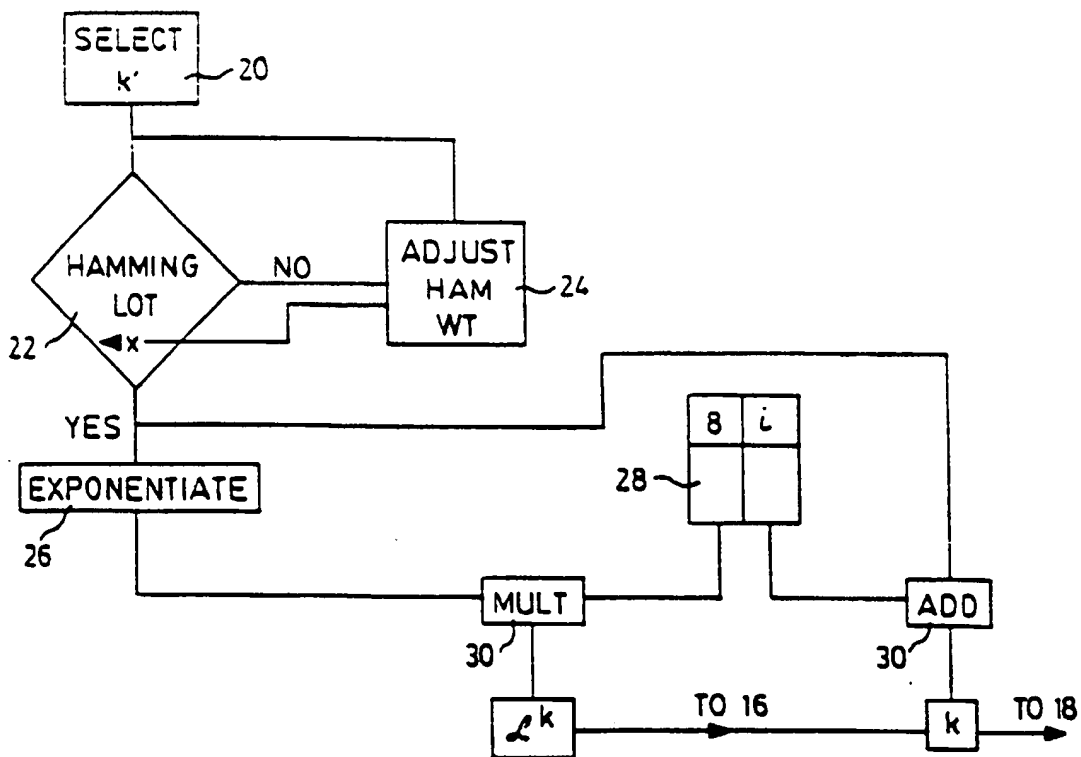 SELECT
k'
20
HAMMING
LOT
22
x
NO
ADJUST
HAM
WT
24
YES
EXPONENTIATE
26
8 i
28
MULT
30
ADD
30
ℒ k
TO 16
k
TO 18